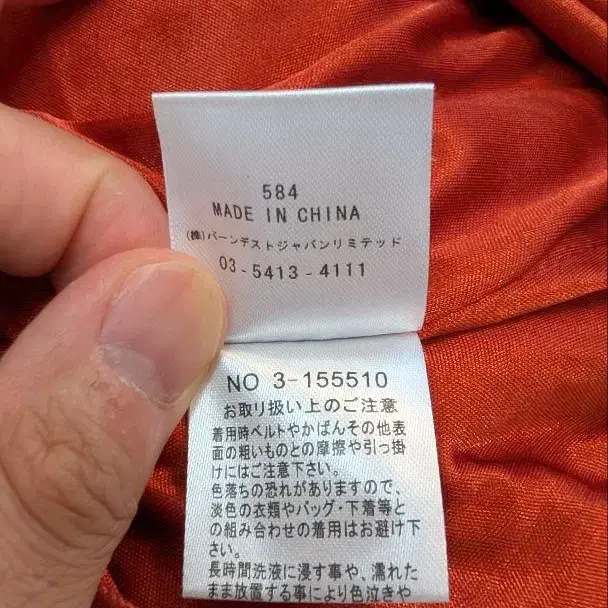 584
MADE IN CHINA
(株)バーンデストジャパンリミテッド
03-5413-4111
NO 3-155510
お取り扱い上のご注意
着用時ベルトやかばんその他表
面の粗いものとの摩擦や引っ掛
けにはご注意下さい。
色落ちの恐れがありますので、
淡色の衣類やバッグ・下着等と
の組み合わせの着用はお避け下
さい。
長時間洗液に浸す事や、濡れた
まま放置する事により色泣きや